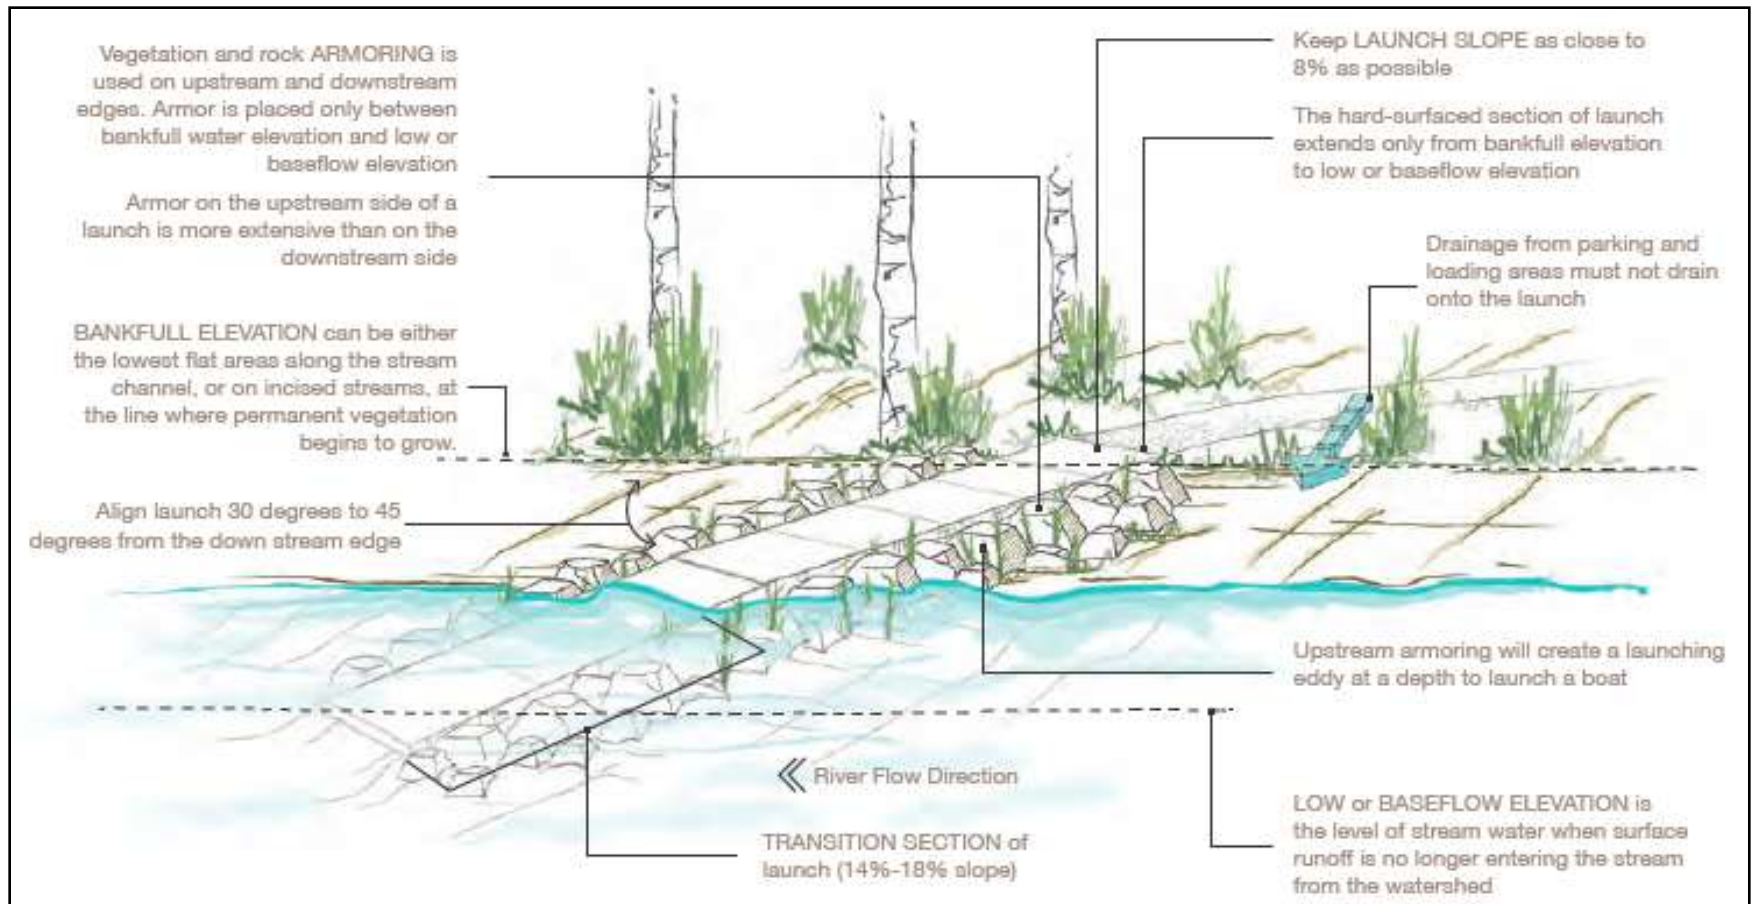 Vegetation and rock ARMORING is
used on upstream and downstream
edges. Armor is placed only between
bankfull water elevation and low or
baseflow elevation
Armor on the upstream side of a
launch is more extensive than on the
downstream side
BANKFULL ELEVATION can be either
the lowest flat areas along the stream
channel, or on incised streams, at
the line where permanent vegetation
begins to grow.
Align launch 30 degrees to 45
degrees from the down stream edge
Keep LAUNCH SLOPE as close to
8% as possible
The hard-surfaced section of launch
extends only from bankfull elevation
to low or baseflow elevation
Drainage from parking and
loading areas must not drain
onto the launch
Upstream armoring will create a launching
eddy at a depth to launch a boat
River Flow Direction
TRANSITION SECTION of
launch (14%-18% slope)
LOW or BASEFLOW ELEVATION is
the level of stream water when surface
runoff is no longer entering the stream
from the watershed